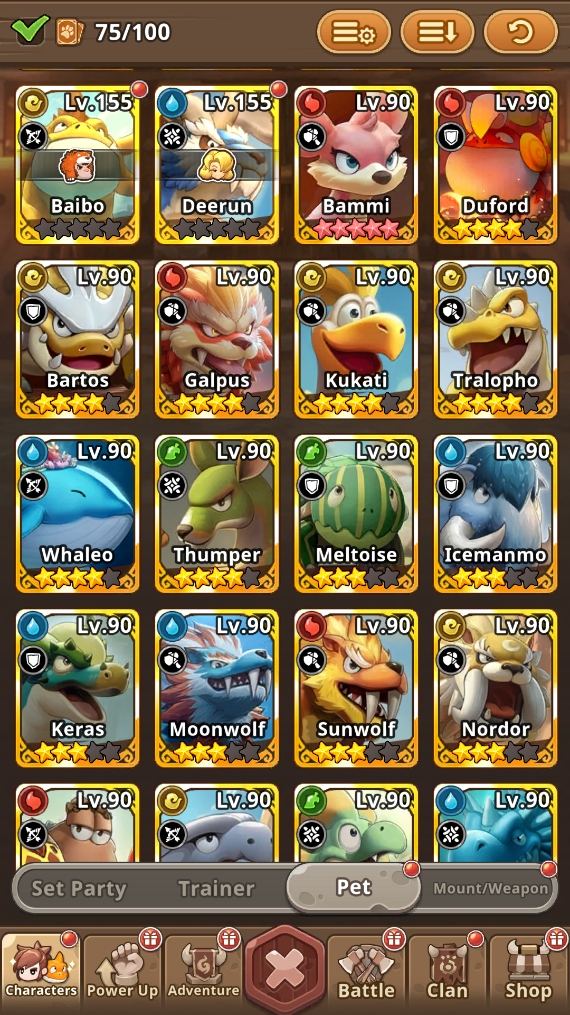 75/100
Lv.155 Lv.155 Lv.90 Lv.90
Baibo Deerun Bammi Duford
Lv.90 Lv.90 Lv.90 Lv.90
Bartos Galpus Kukati Tralopho
Lv.90 Lv.90 Lv.90 Lv.90
Whaleo Thumper Meltoise Icemanmo
Lv.90 Lv.90 Lv.90 Lv.90
Keras Moonwolf Sunwolf Nordor
Lv.90 Lv.90 Lv.90 Lv.90
Set Party Trainer Pet Mount/Weapon
Characters Power Up Adventure Battle Clan Shop